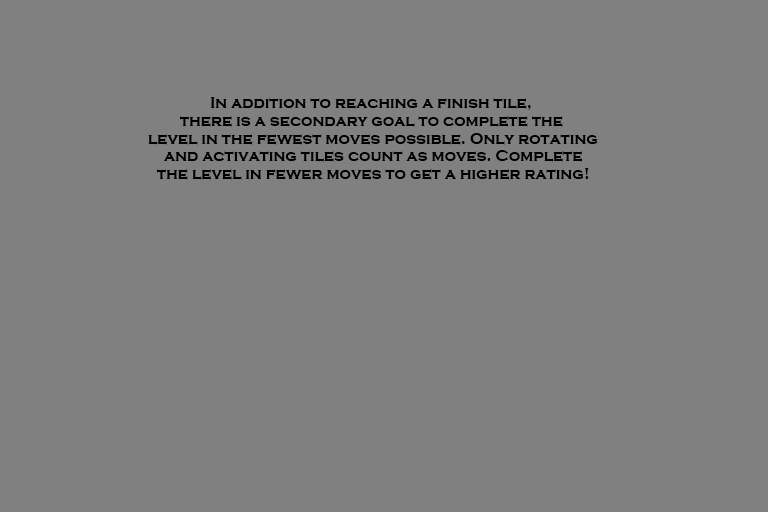 In addition to reaching a finish tile,
there is a secondary goal to complete the
level in the fewest moves possible. Only rotating
and activating tiles count as moves. Complete
the level in fewer moves to get a higher rating!